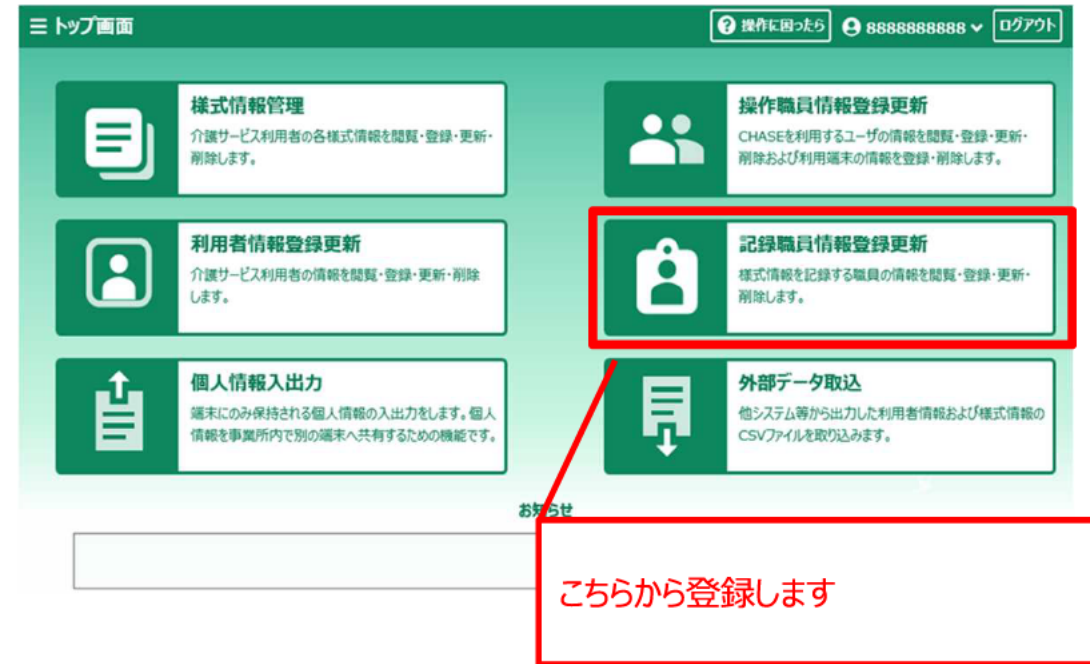 トップ画面
操作に困ったら
8888888888
ログアウト
様式情報管理
介護サービス利用者の各様式情報を閲覧・登録・更新・
削除します。
操作職員情報登録更新
CHASEを利用するユーザの情報を閲覧・登録・更新・
削除および利用端末の情報を登録・削除します。
利用者情報登録更新
介護サービス利用者の情報を閲覧・登録・更新・削除
します。
記録職員情報登録更新
様式情報を記録する職員の情報を閲覧・登録・更新・
削除します。
個人情報入出力
端末にのみ保持される個人情報の入出力をします。個人
情報を事業所内で別の端末へ共有するための機能です。
外部データ取込
他システム等から出力した利用者情報および様式情報の
CSVファイルを取り込みます。
お知らせ
こちらから登録します